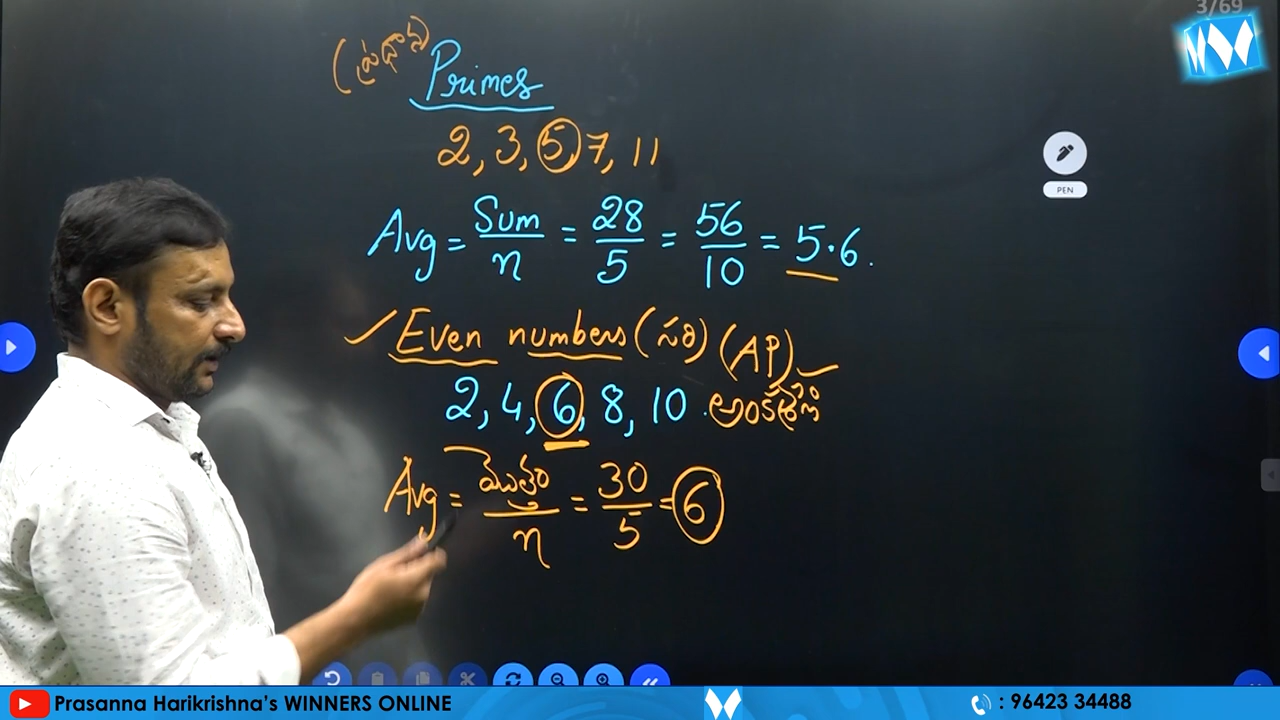 3/69
(ప్రధాన)
Primes
2, 3, 5, 7, 11
PEN
Avg = Sum/n = 28/5 = 56/10 = 5.6.
Even numbers (సరి) (AP)
2, 4, 6, 8, 10. అంకశ్రేణి
Avg = మొత్తం/n = 30/5 = 6
Prasanna Harikrishna's WINNERS ONLINE
: 96423 34488